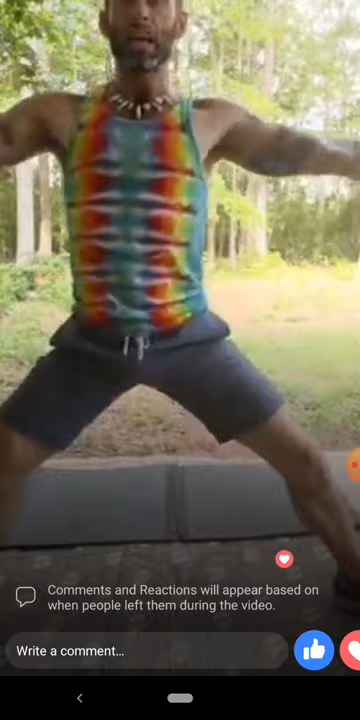 Comments and Reactions will appear based on
when people left them during the video.
Write a comment...